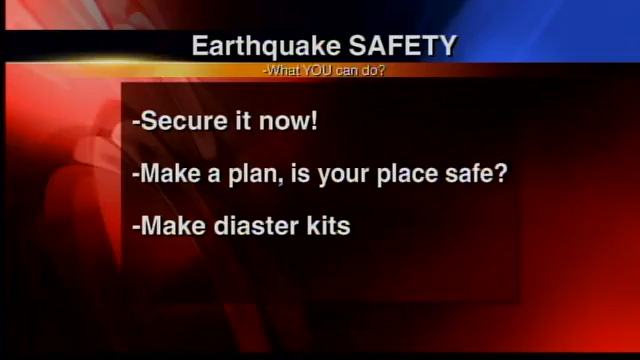 Earthquake SAFETY
-What YOU can do?
-Secure it now!
-Make a plan, is your place safe?
-Make diaster kits